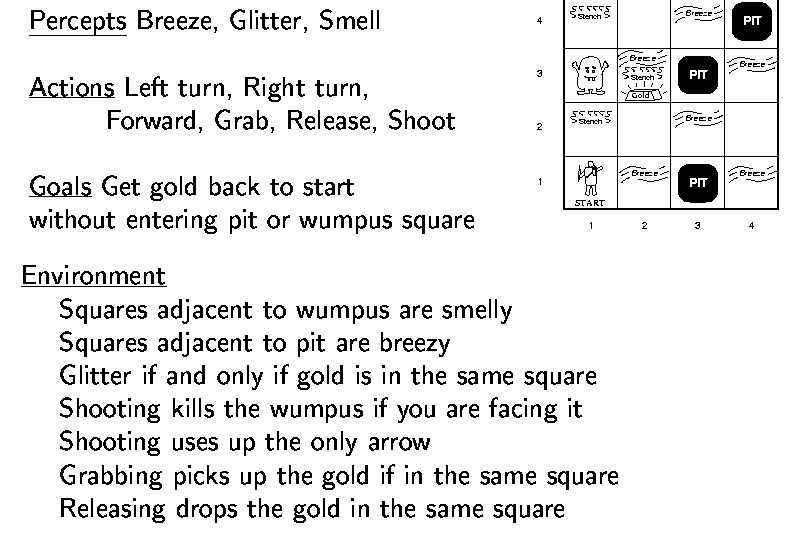 Percepts Breeze, Glitter, Smell
Actions Left turn, Right turn,
Forward, Grab, Release, Shoot
Goals Get gold back to start
without entering pit or wumpus square
Environment
Squares adjacent to wumpus are smelly
Squares adjacent to pit are breezy
Glitter if and only if gold is in the same square
Shooting kills the wumpus if you are facing it
Shooting uses up the only arrow
Grabbing picks up the gold if in the same square
Releasing drops the gold in the same square
4 Stench Breeze PIT
3 Breeze Stench Gold PIT Breeze
2 Stench Breeze
1 START Breeze PIT Breeze
1 2 3 4